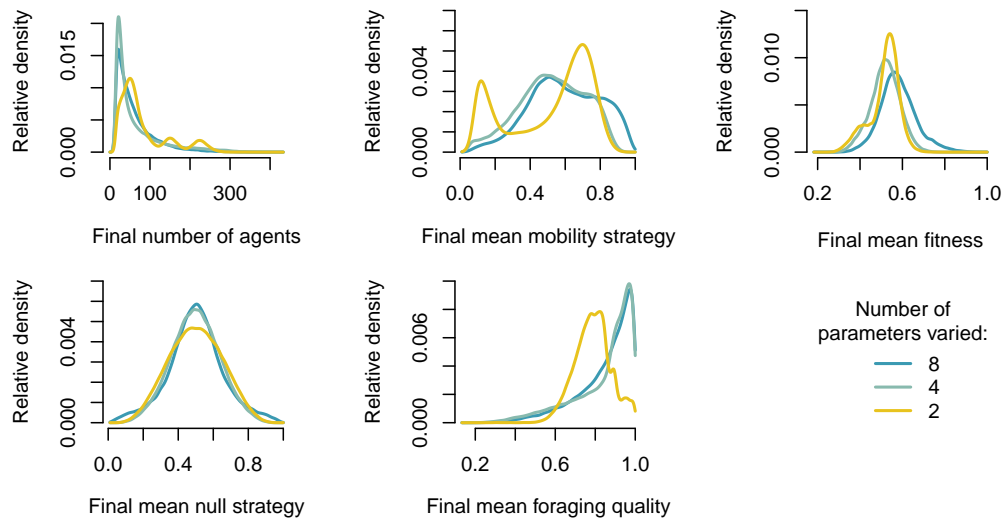 Relative density
0.000
0.015
0
100
300
Final number of agents
Relative density
0.000
0.004
0.0
0.4
0.8
Final mean mobility strategy
Relative density
0.000
0.010
0.2
0.6
1.0
Final mean fitness
Relative density
0.000
0.004
0.0
0.4
0.8
Final mean null strategy
Relative density
0.000
0.006
0.2
0.6
1.0
Final mean foraging quality
Number of
parameters varied:
8
4
2